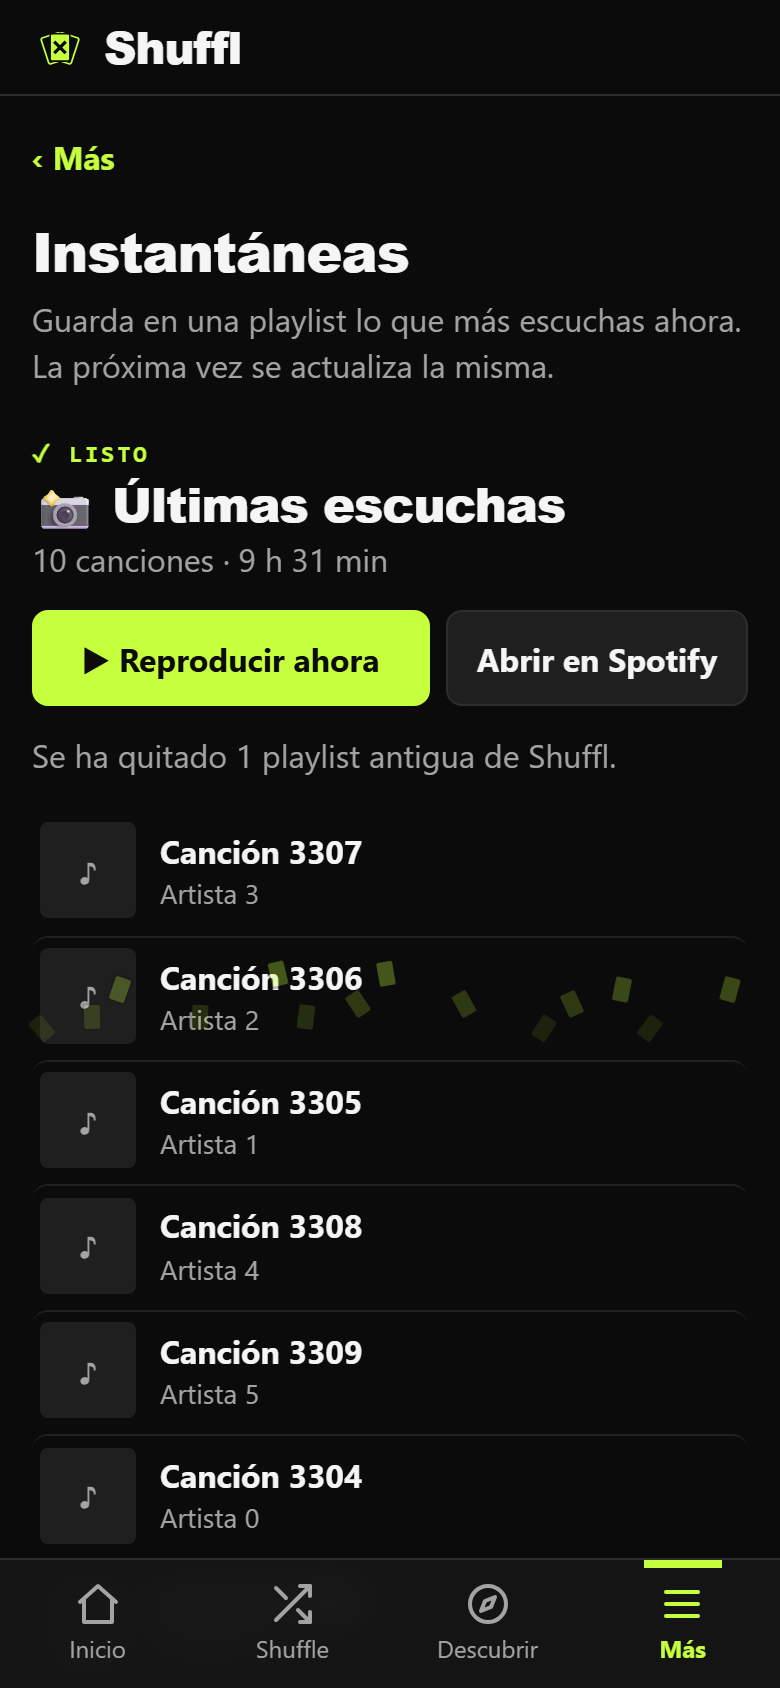 Shuffl
‹ Más
Instantáneas
Guarda en una playlist lo que más escuchas ahora.
La próxima vez se actualiza la misma.
✓ LISTO
📸 Últimas escuchas
10 canciones · 9 h 31 min
▶ Reproducir ahora
Abrir en Spotify
Se ha quitado 1 playlist antigua de Shuffl.
Canción 3307
Artista 3
Canción 3306
Artista 2
Canción 3305
Artista 1
Canción 3308
Artista 4
Canción 3309
Artista 5
Canción 3304
Artista 0
Inicio
Shuffle
Descubrir
Más